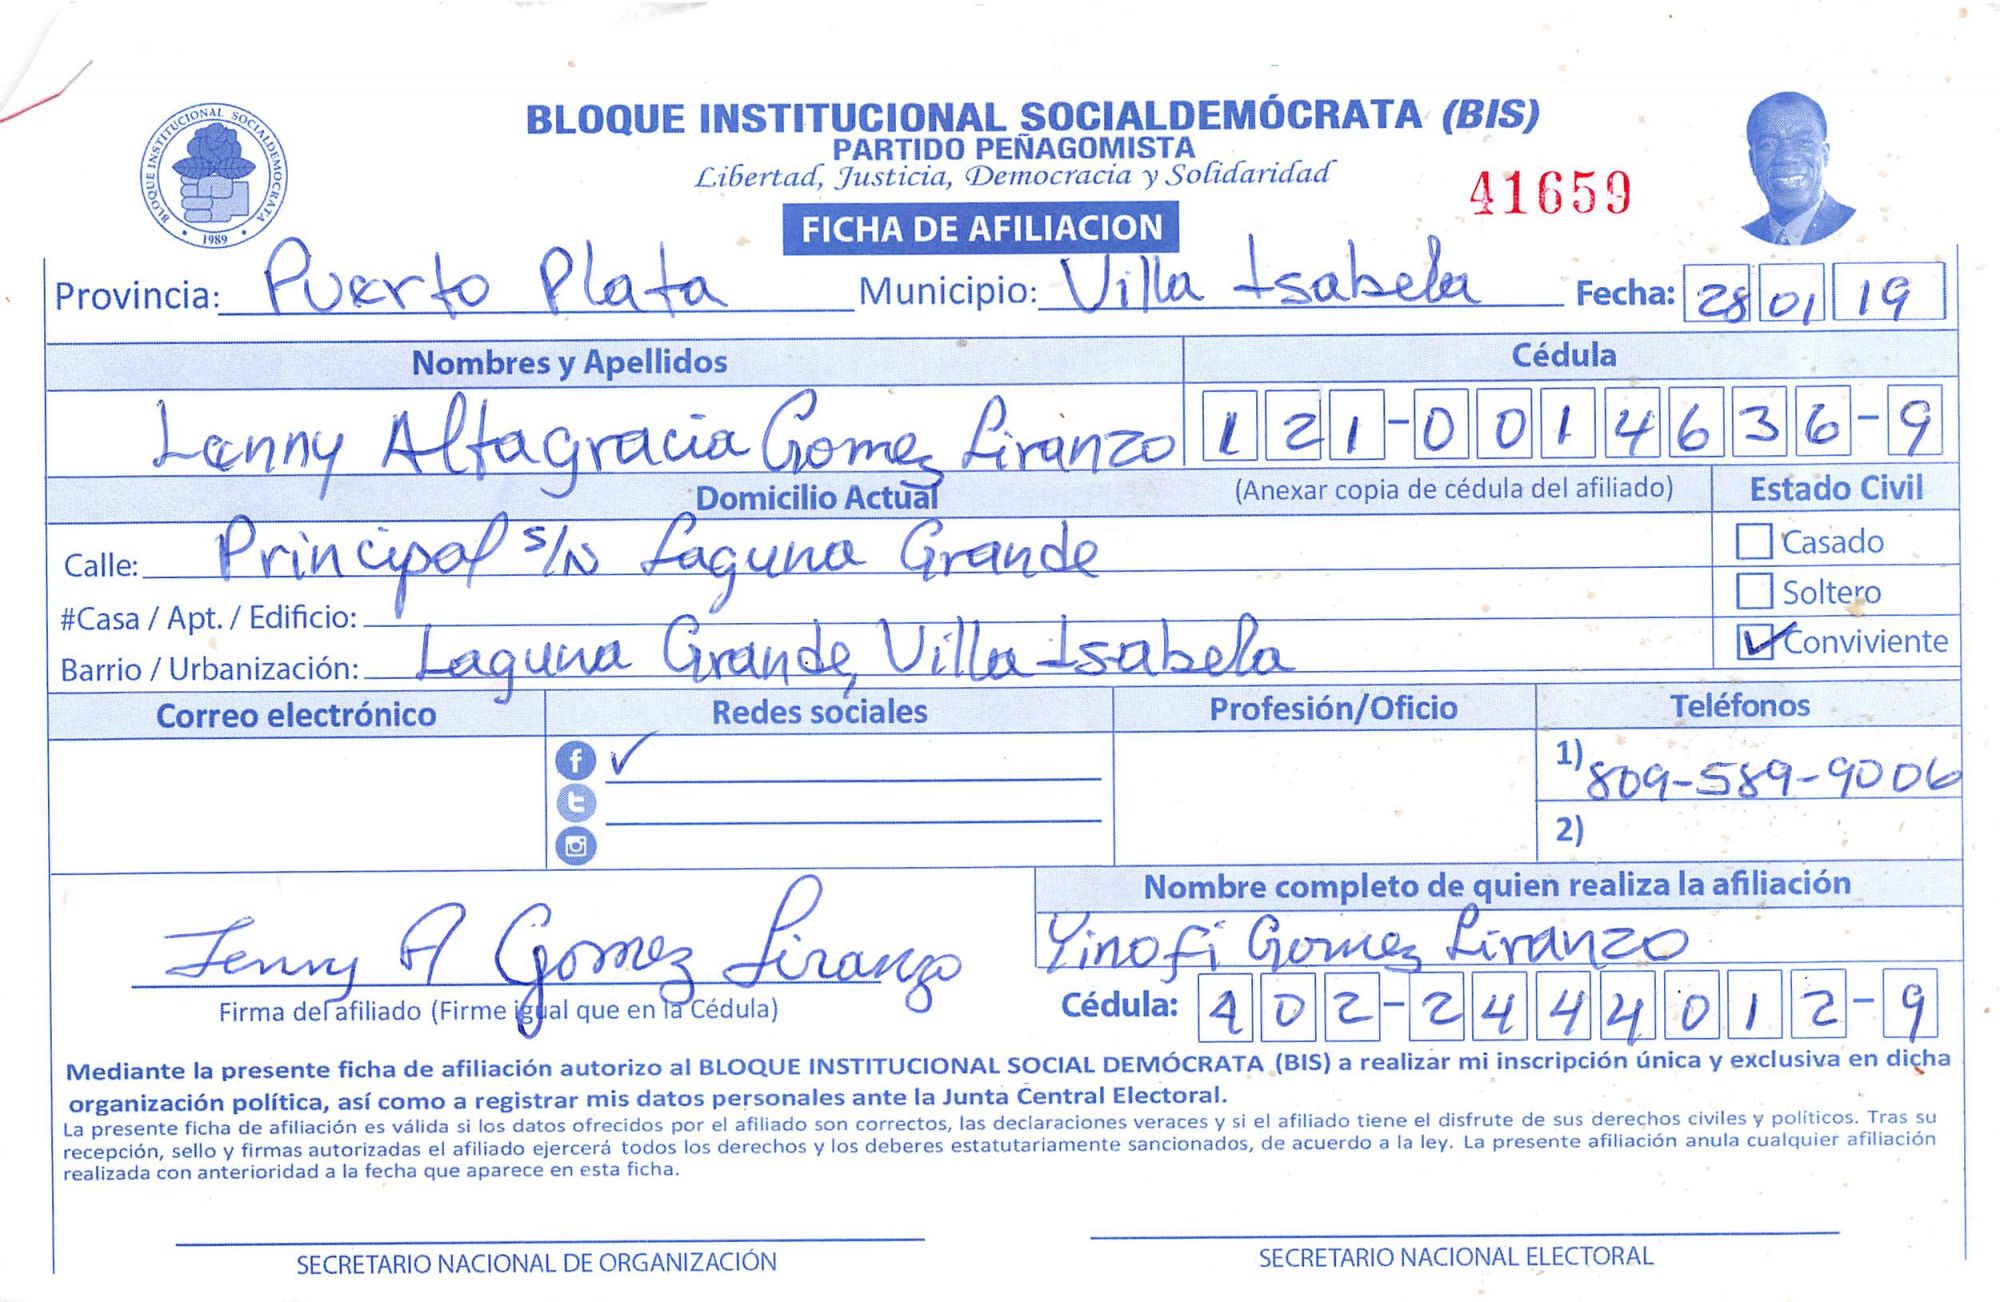 BLOQUE INSTITUCIONAL SOCIALDEMOCRATA
1989
BLOQUE INSTITUCIONAL SOCIALDEMÓCRATA (BIS)
PARTIDO PEÑAGOMISTA
Libertad, Justicia, Democracia y Solidaridad
41659
FICHA DE AFILIACION
Provincia: Puerto Plata Municipio: Villa Isabela Fecha: 28 01 19
Nombres y Apellidos Cédula
Lenny Altagracia Gomez Liranzo 121-0014636-9
Domicilio Actual (Anexar copia de cédula del afiliado) Estado Civil
Calle: Principal S/N Laguna Grande Casado
#Casa / Apt. / Edificio: Soltero
Barrio / Urbanización: Laguna Grande, Villa Isabela Conviviente
Correo electrónico Redes sociales Profesión/Oficio Teléfonos
1) 809-589-9006
2)
Nombre completo de quien realiza la afiliación
Lenny A Gomez Liranzo Yinofi Gomez Liranzo
Firma del afiliado (Firme igual que en la Cédula) Cédula: 402-2444012-9
Mediante la presente ficha de afiliación autorizo al BLOQUE INSTITUCIONAL SOCIAL DEMÓCRATA (BIS) a realizar mi inscripción única y exclusiva en dicha
organización política, así como a registrar mis datos personales ante la Junta Central Electoral.
La presente ficha de afiliación es válida si los datos ofrecidos por el afiliado son correctos, las declaraciones veraces y si el afiliado tiene el disfrute de sus derechos civiles y políticos. Tras su
recepción, sello y firmas autorizadas el afiliado ejercerá todos los derechos y los deberes estatutariamente sancionados, de acuerdo a la ley. La presente afiliación anula cualquier afiliación
realizada con anterioridad a la fecha que aparece en esta ficha.
SECRETARIO NACIONAL DE ORGANIZACIÓN SECRETARIO NACIONAL ELECTORAL